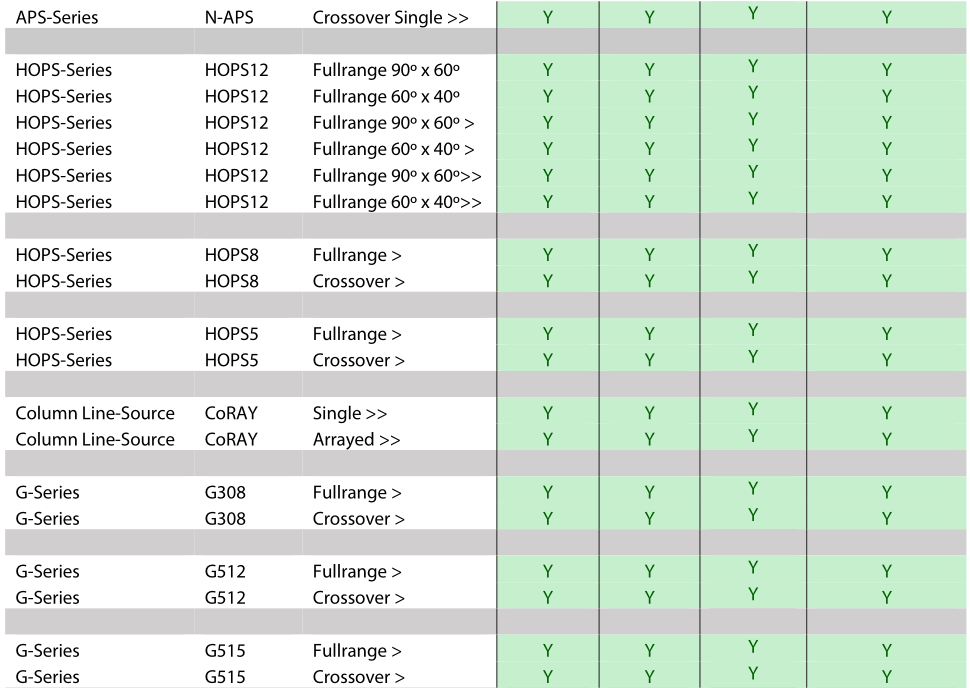 APS-Series N-APS Crossover Single >> Y Y Y Y
HOPS-Series HOPS12 Fullrange 90º x 60º Y Y Y Y
HOPS-Series HOPS12 Fullrange 60º x 40º Y Y Y Y
HOPS-Series HOPS12 Fullrange 90º x 60º > Y Y Y Y
HOPS-Series HOPS12 Fullrange 60º x 40º > Y Y Y Y
HOPS-Series HOPS12 Fullrange 90º x 60º>> Y Y Y Y
HOPS-Series HOPS12 Fullrange 60º x 40º>> Y Y Y Y
HOPS-Series HOPS8 Fullrange > Y Y Y Y
HOPS-Series HOPS8 Crossover > Y Y Y Y
HOPS-Series HOPS5 Fullrange > Y Y Y Y
HOPS-Series HOPS5 Crossover > Y Y Y Y
Column Line-Source CoRAY Single >> Y Y Y Y
Column Line-Source CoRAY Arrayed >> Y Y Y Y
G-Series G308 Fullrange > Y Y Y Y
G-Series G308 Crossover > Y Y Y Y
G-Series G512 Fullrange > Y Y Y Y
G-Series G512 Crossover > Y Y Y Y
G-Series G515 Fullrange > Y Y Y Y
G-Series G515 Crossover > Y Y Y Y